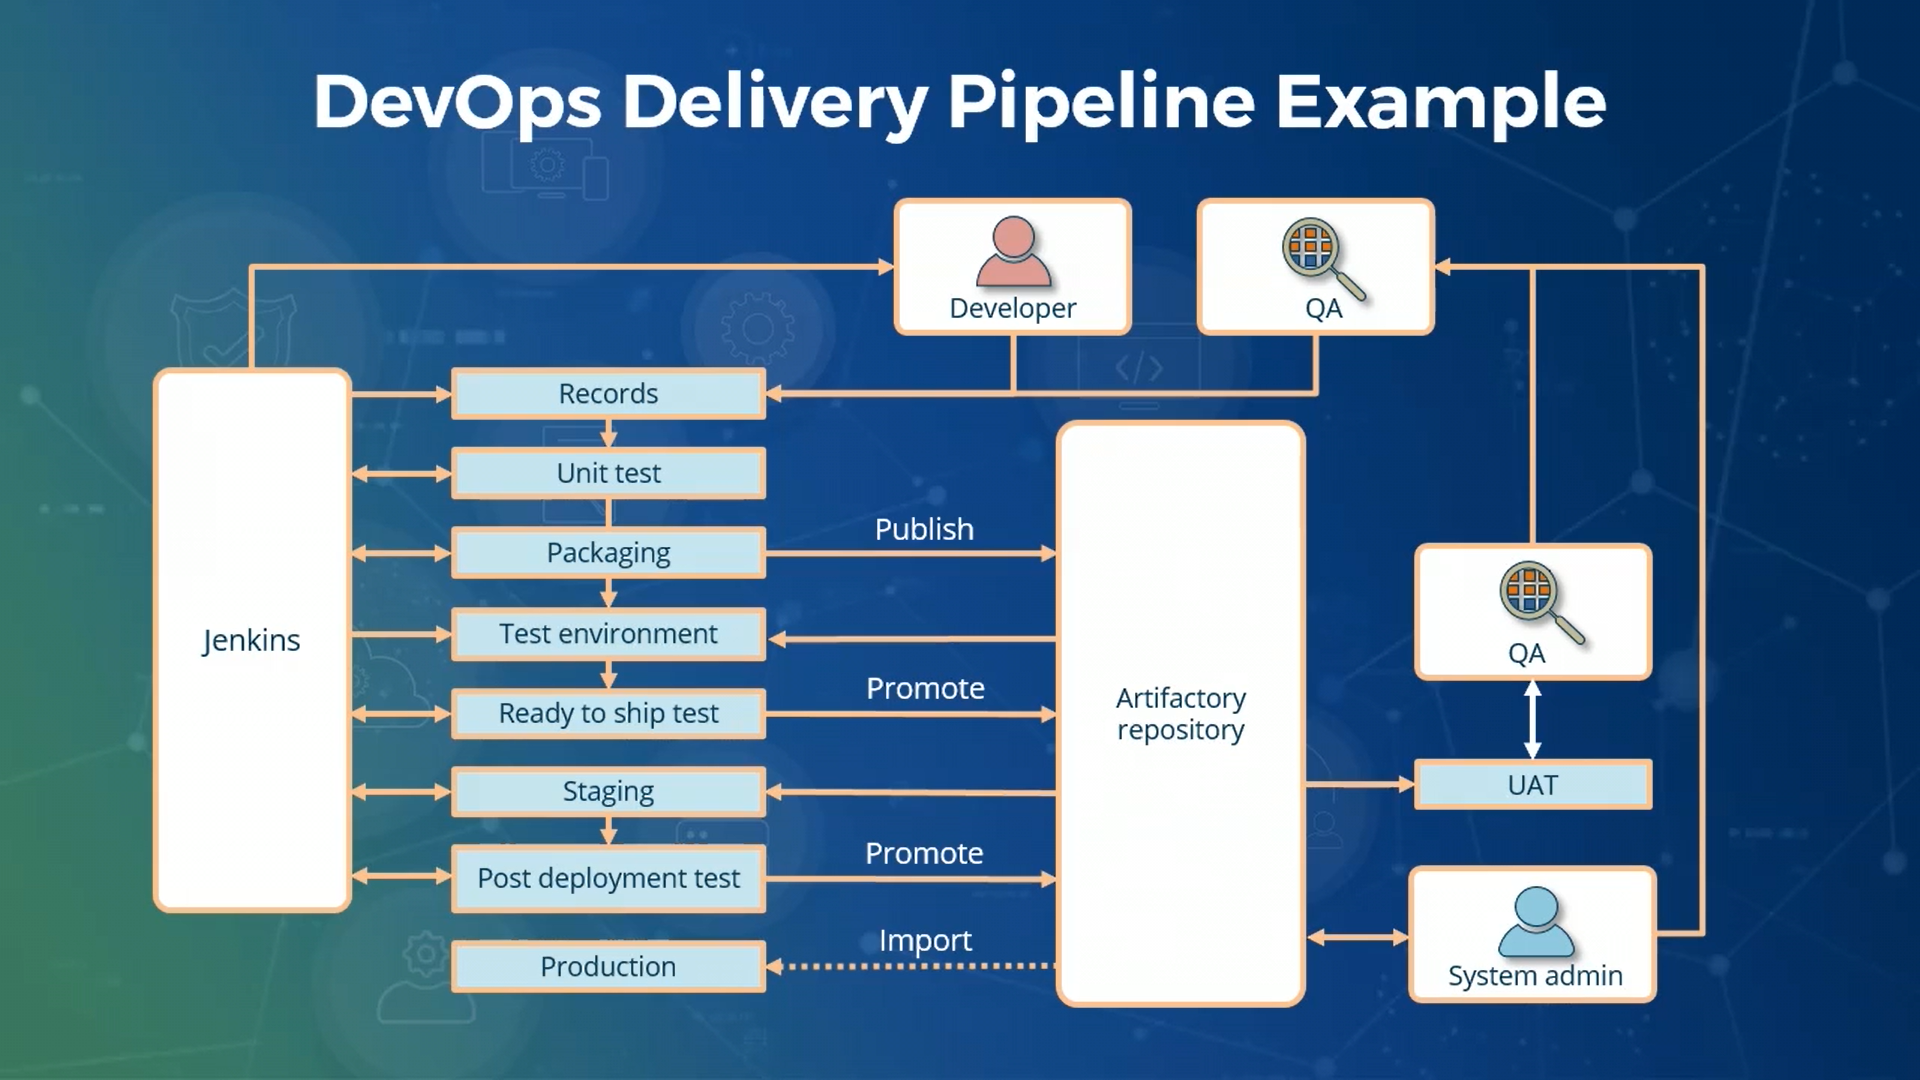 DevOps Delivery Pipeline Example
Developer
QA
Jenkins
Records
Unit test
Packaging
Test environment
Ready to ship test
Staging
Post deployment test
Production
Publish
Promote
Promote
Import
Artifactory
repository
QA
UAT
System admin